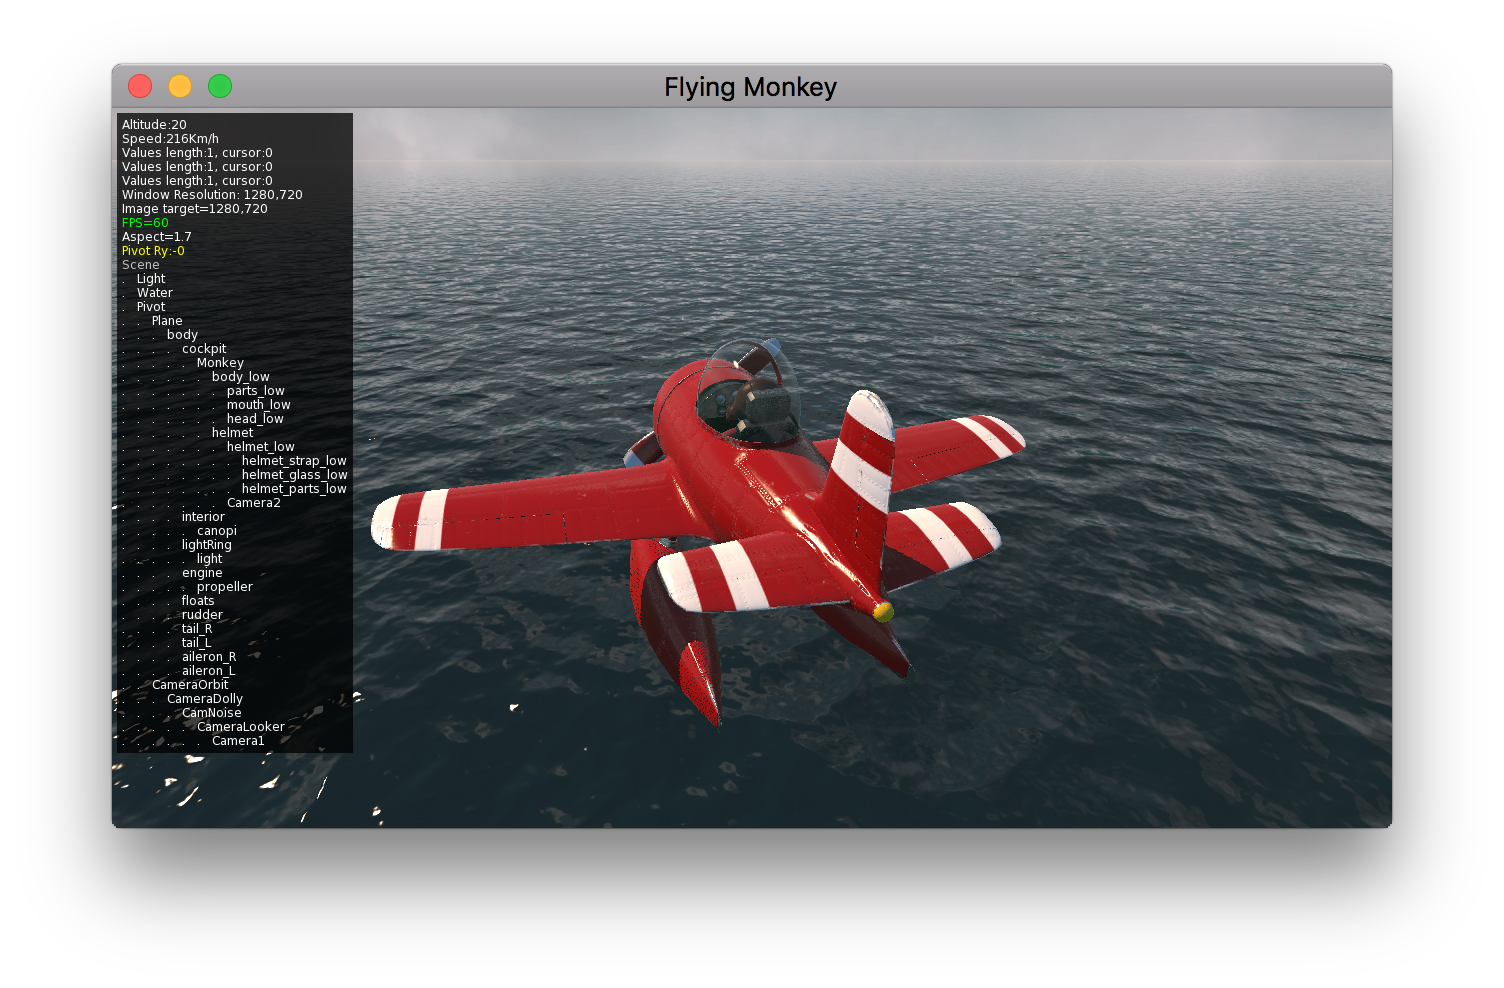 Flying Monkey
Altitude:20
Speed:216Km/h
Values length:1, cursor:0
Values length:1, cursor:0
Values length:1, cursor:0
Window Resolution: 1280,720
Image target=1280,720
FPS=60
Aspect=1.7
Pivot Ry:-0
Scene
. Light
. Water
. Pivot
. . Plane
. . . body
. . . . cockpit
. . . . . Monkey
. . . . . . body_low
. . . . . . . parts_low
. . . . . . . mouth_low
. . . . . . . head_low
. . . . . . helmet
. . . . . . . helmet_low
. . . . . . . . helmet_strap_low
. . . . . . . . helmet_glass_low
. . . . . . . . helmet_parts_low
. . . . . . . Camera2
. . . . interior
. . . . . canopi
. . . . lightRing
. . . . . light
. . . . engine
. . . . . propeller
. . . . floats
. . . . rudder
. . . . tail_R
. . . . tail_L
. . . . aileron_R
. . . . aileron_L
. . CameraOrbit
. . . CameraDolly
. . . . CamNoise
. . . . . CameraLooker
. . . . . . Camera1